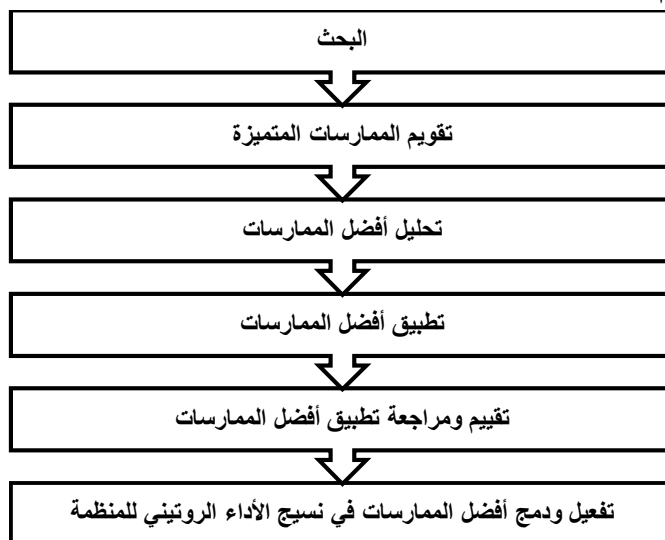 البحث
تقويم الممارسات المتميزة
تحليل أفضل الممارسات
تطبيق أفضل الممارسات
تقييم ومراجعة تطبيق أفضل الممارسات
تفعيل ودمج أفضل الممارسات في نسيج الأداء الروتيني للمنظمة